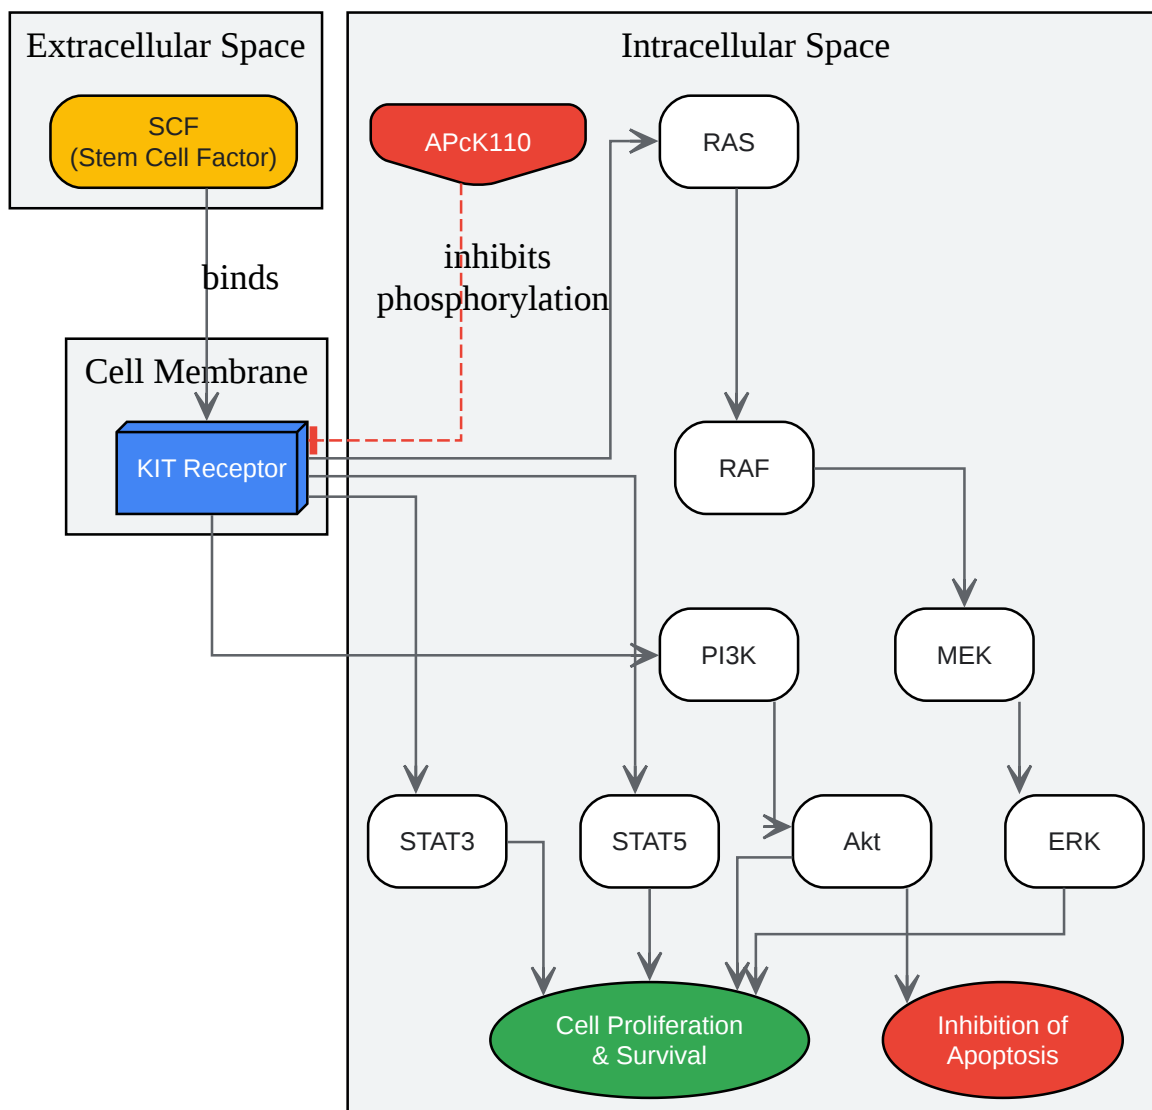 Extracellular Space
Intracellular Space
SCF
(Stem Cell Factor)
APcK110
RAS
binds
inhibits
phosphorylation
Cell Membrane
KIT Receptor
RAF
PI3K
MEK
STAT3
STAT5
Akt
ERK
Cell Proliferation
& Survival
Inhibition of
Apoptosis